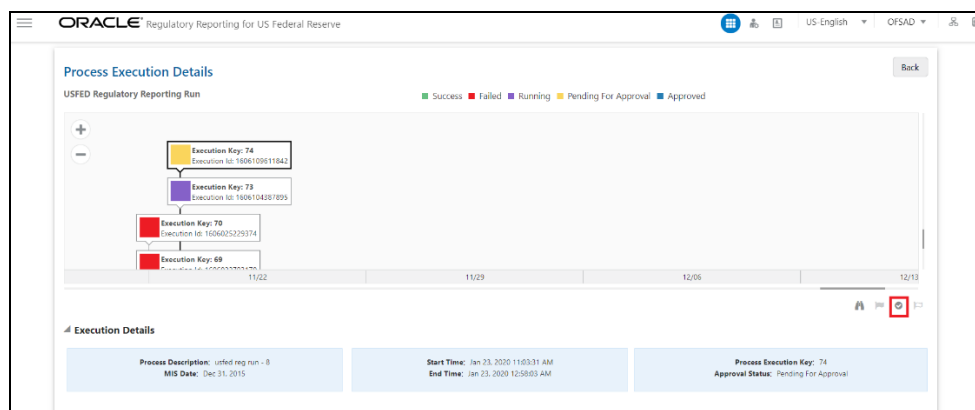 ORACLE® Regulatory Reporting for US Federal Reserve US-English OFSAD
Process Execution Details Back
USFED Regulatory Reporting Run Success Failed Running Pending For Approval Approved
Execution Key: 74
Execution Id: 1606109611842
Execution Key: 73
Execution Id: 1606104387895
Execution Key: 70
Execution Id: 1606025229374
Execution Key: 69
11/22 11/29 12/06 12/13
Execution Details
Process Description: usfed reg run - 8 Start Time: Jan 23, 2020 11:03:31 AM Process Execution Key: 74
MIS Date: Dec 31, 2015 End Time: Jan 23, 2020 12:58:03 AM Approval Status: Pending For Approval